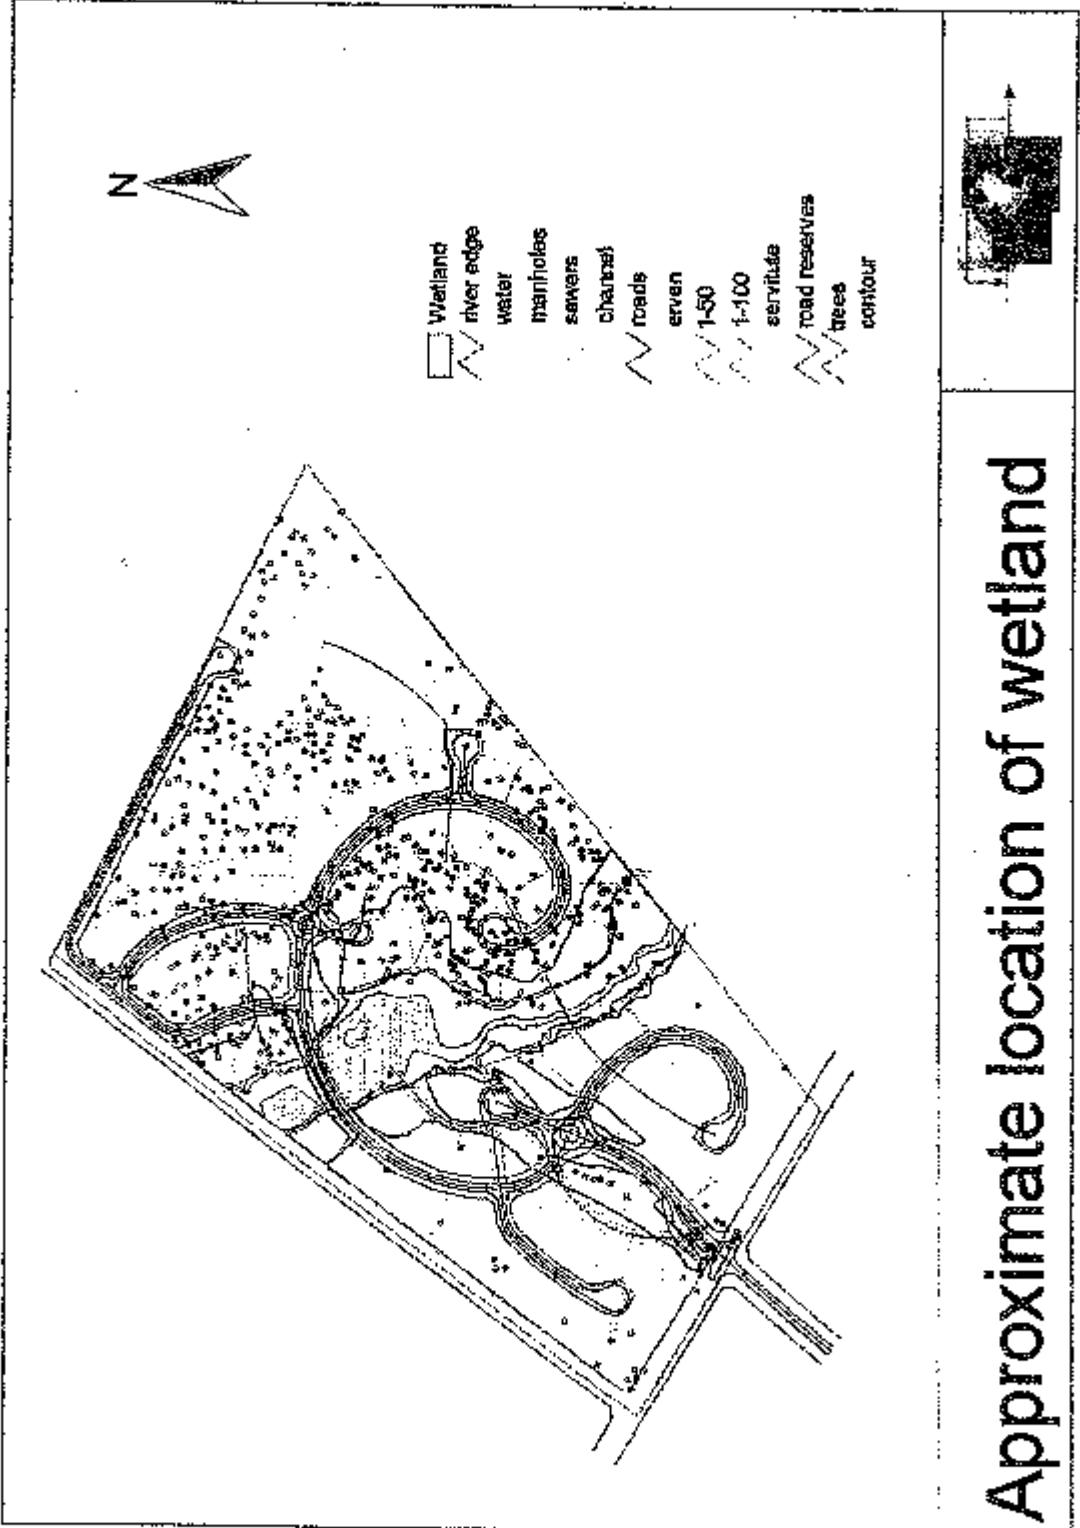 N
Wetland
river edge
water
manholes
sewers
channel
roads
erven
1-50
1-100
servitute
road reserves
trees
contour
Approximate location of wetland